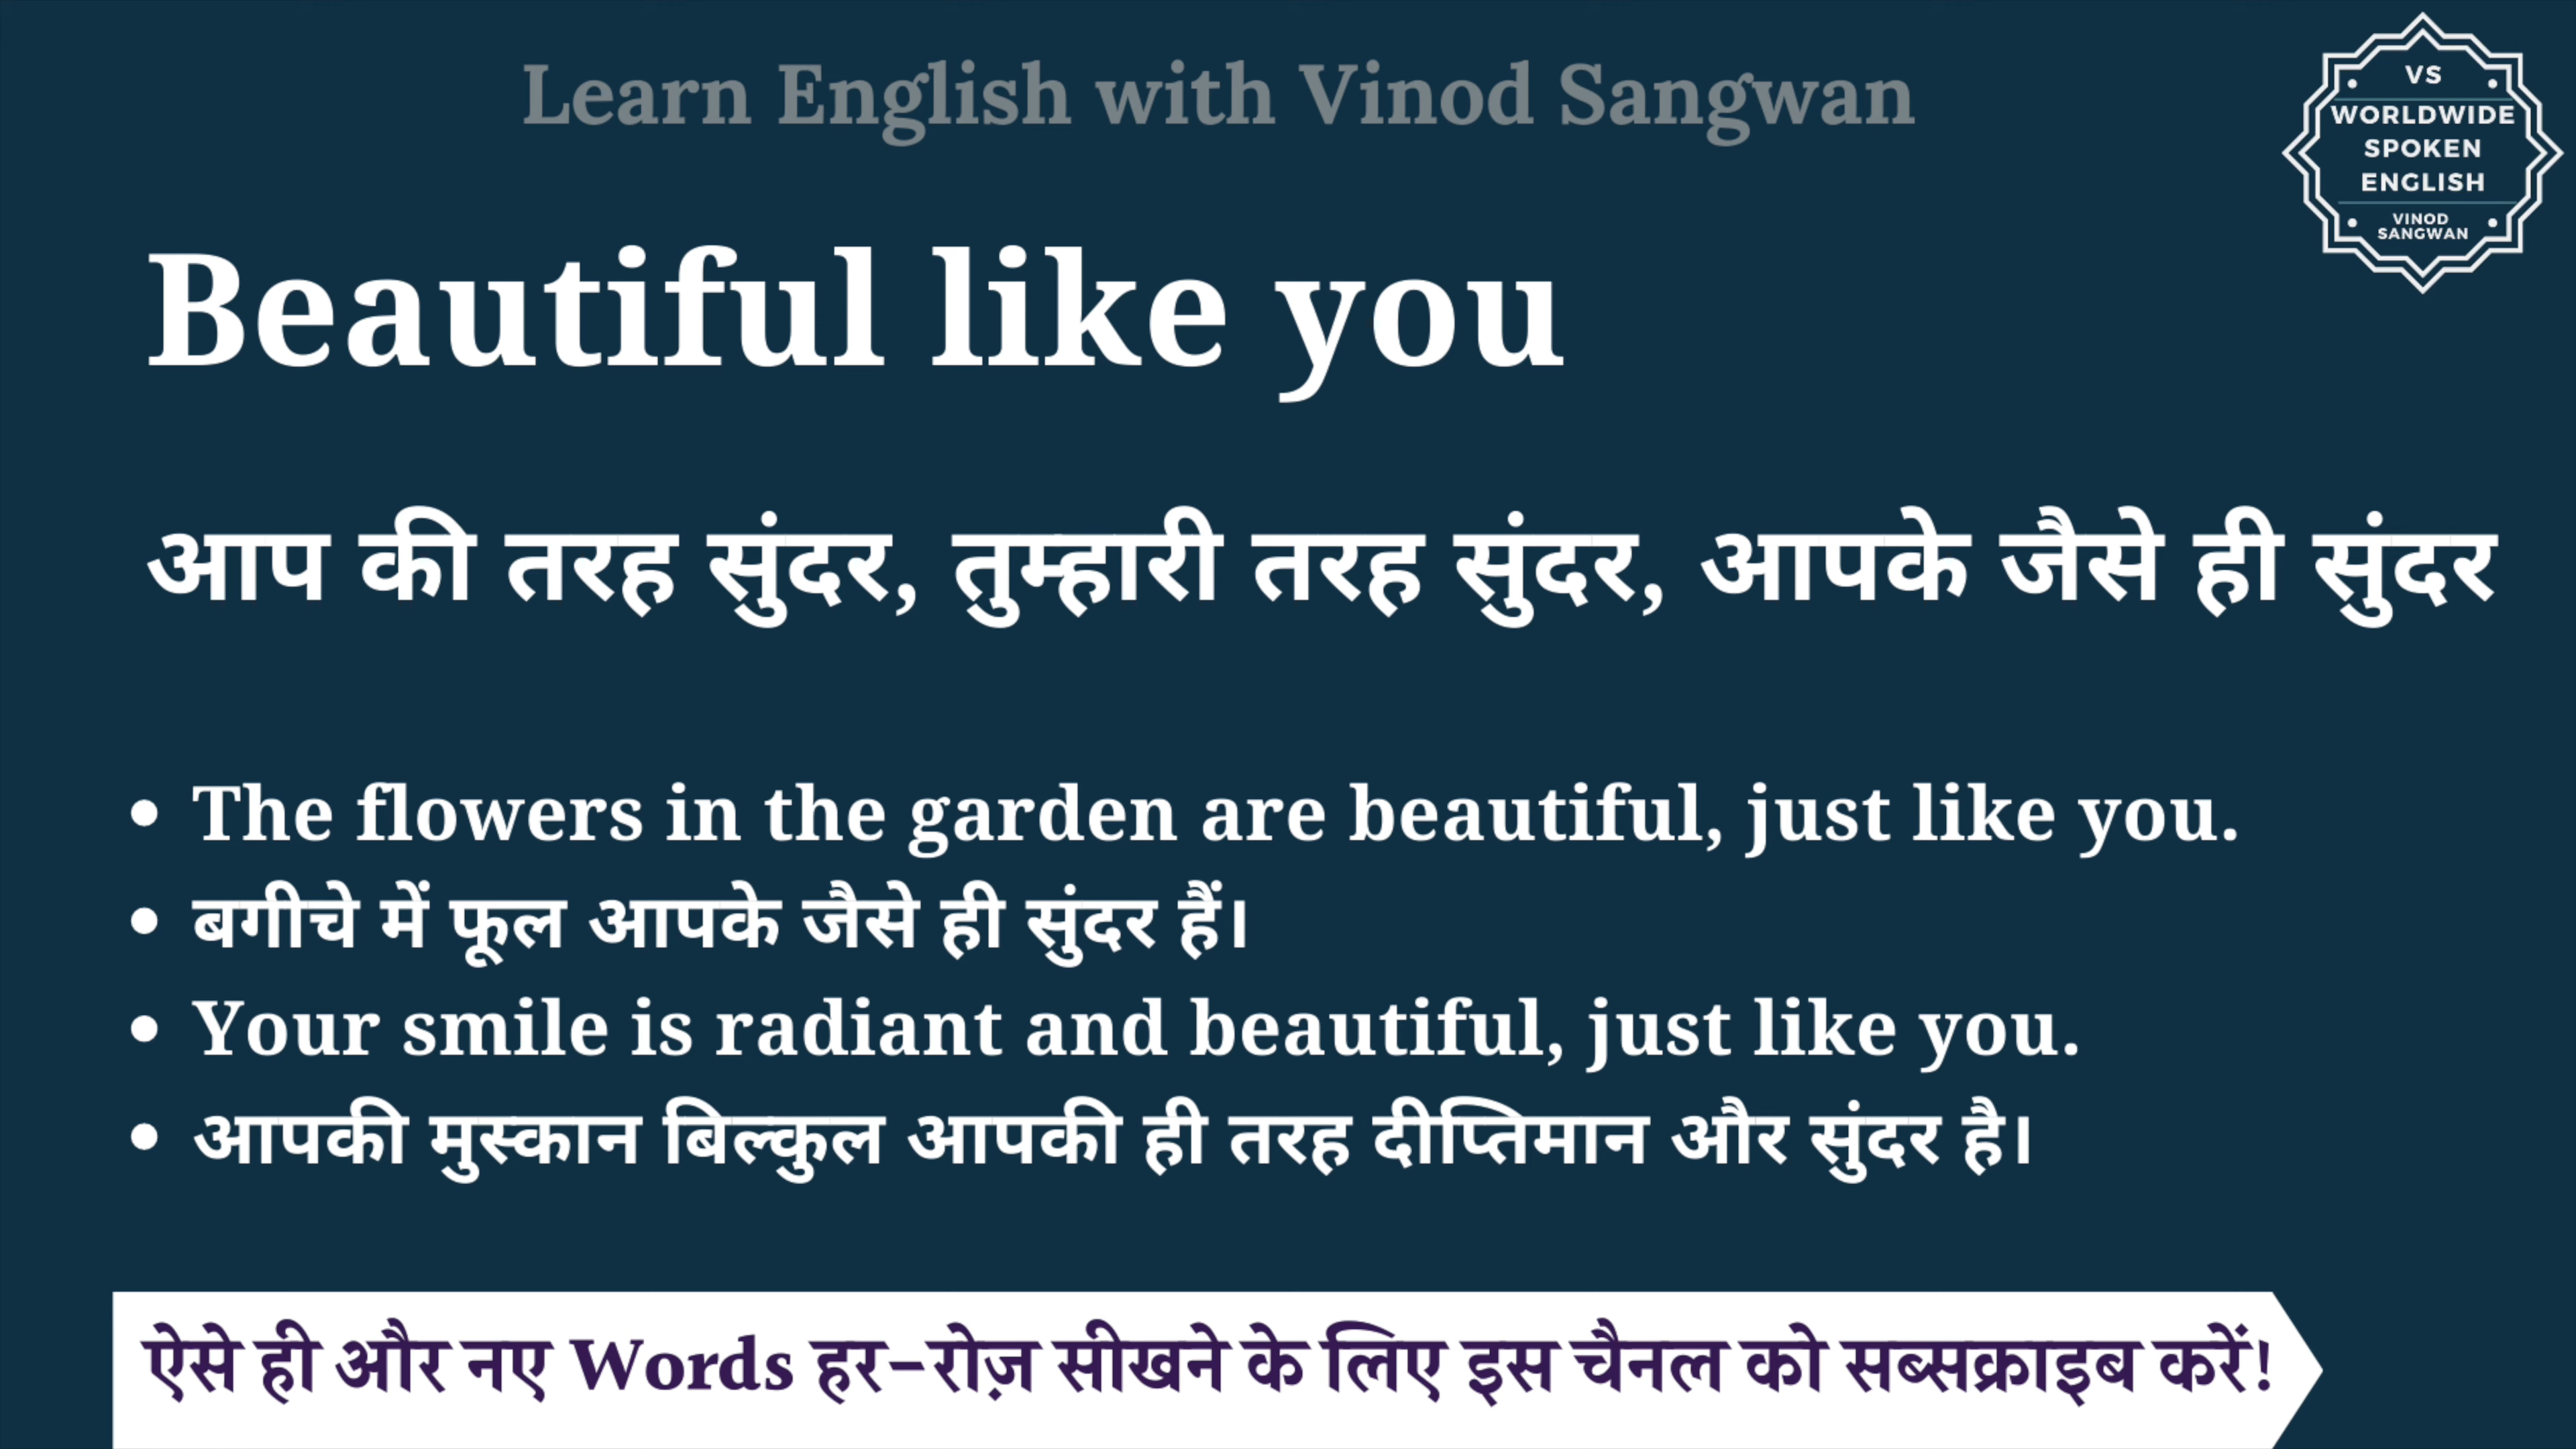 Learn English with Vinod Sangwan
VS
WORLDWIDE
SPOKEN
ENGLISH
VINOD
SANGWAN
Beautiful like you
आप की तरह सुंदर, तुम्हारी तरह सुंदर, आपके जैसे ही सुंदर
• The flowers in the garden are beautiful, just like you.
• बगीचे में फूल आपके जैसे ही सुंदर हैं।
• Your smile is radiant and beautiful, just like you.
• आपकी मुस्कान बिल्कुल आपकी ही तरह दीप्तिमान और सुंदर है।
ऐसे ही और नए Words हर-रोज़ सीखने के लिए इस चैनल को सब्सक्राइब करें!